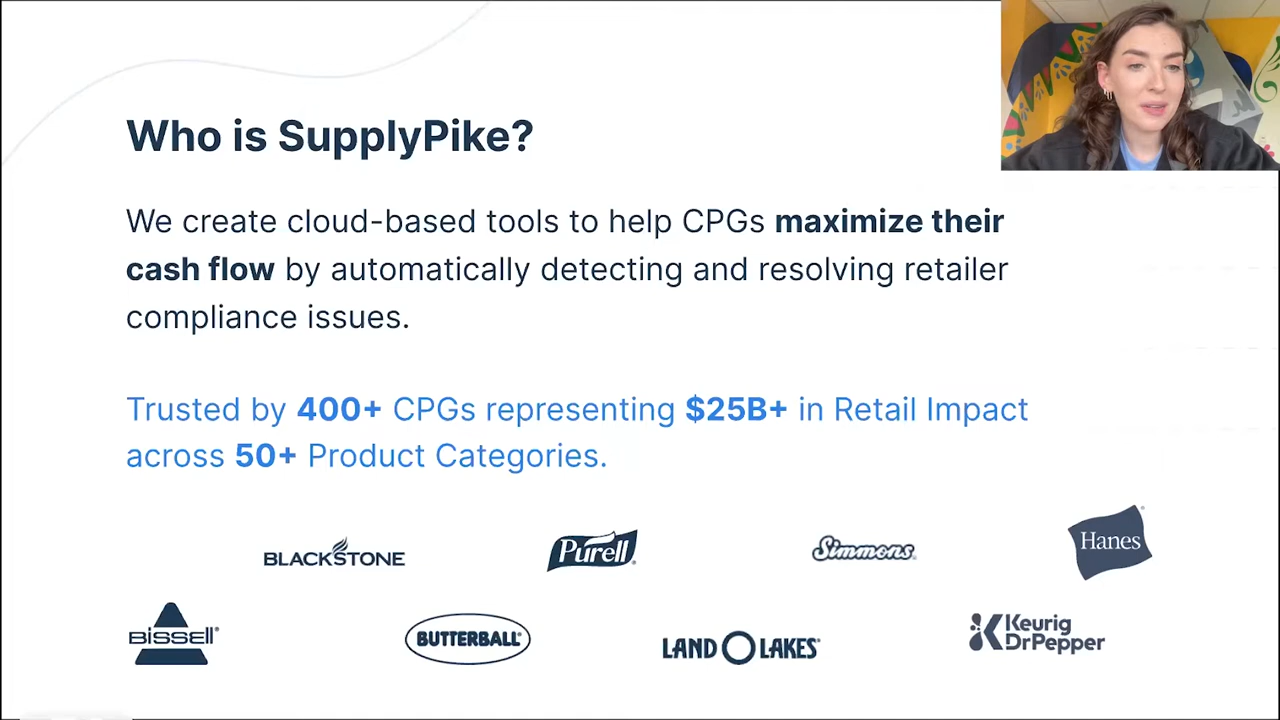 Who is SupplyPike?
We create cloud-based tools to help CPGs maximize their
cash flow by automatically detecting and resolving retailer
compliance issues.
Trusted by 400+ CPGs representing $25B+ in Retail Impact
across 50+ Product Categories.
BLACKSTONE
Purell
Simmons
Hanes
BISSELL
BUTTERBALL
LAND O LAKES
Keurig
DrPepper